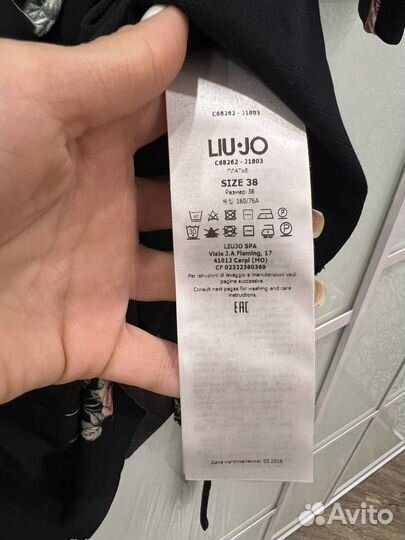 C68262 - J1803
LIU·JO
C68262 - J1803
ПЛАТЬЕ
SIZE 38
Размер: 38
160/76A
30
LIUJO SPA
Viale J.A.Fleming, 17
41012 Carpi (MO)
CF 02322360369
Per istruzioni di lavaggio e manutenzioni vedi
pagine successive.
Consult next pages for washing and care
instructions.
EAC
Дата изготовления: 03.2018
Avito